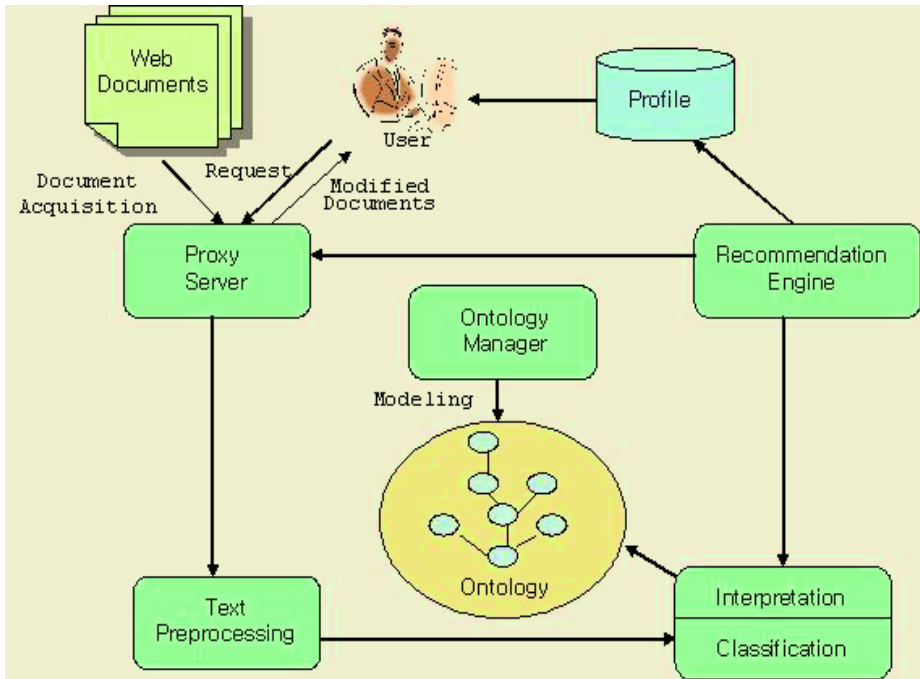 Web
Documents
User
Profile
Document
Acquisition
Request
Modified
Documents
Proxy
Server
Recommendation
Engine
Ontology
Manager
Modeling
Ontology
Text
Preprocessing
Interpretation
Classification